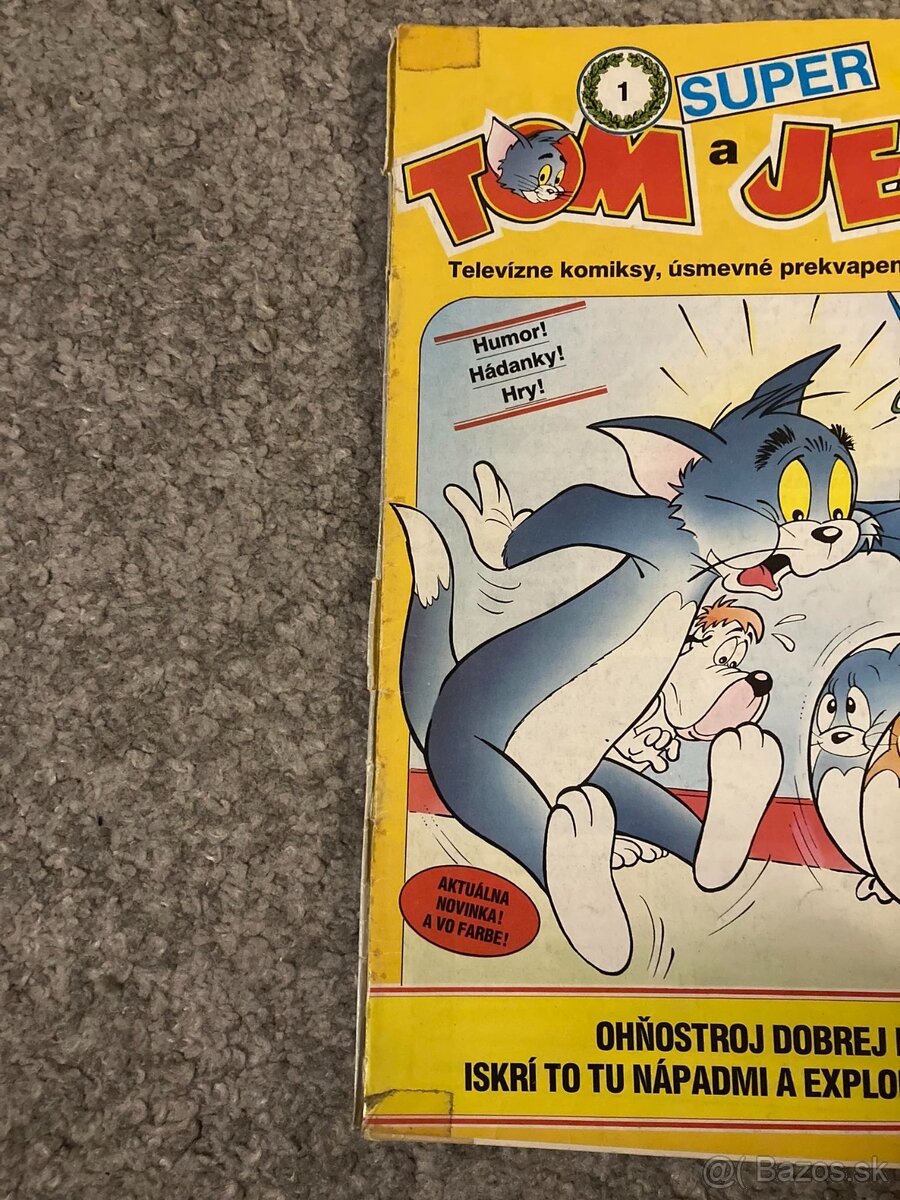 1
SUPER
TOM a JE
Televízne komiksy, úsmevné prekvapen
Humor!
Hádanky!
Hry!
AKTUÁLNA
NOVINKA!
A VO FARBE!
OHŇOSTROJ DOBREJ
ISKRÍ TO TU NÁPADMI A EXPLO
@( Bazos.sk